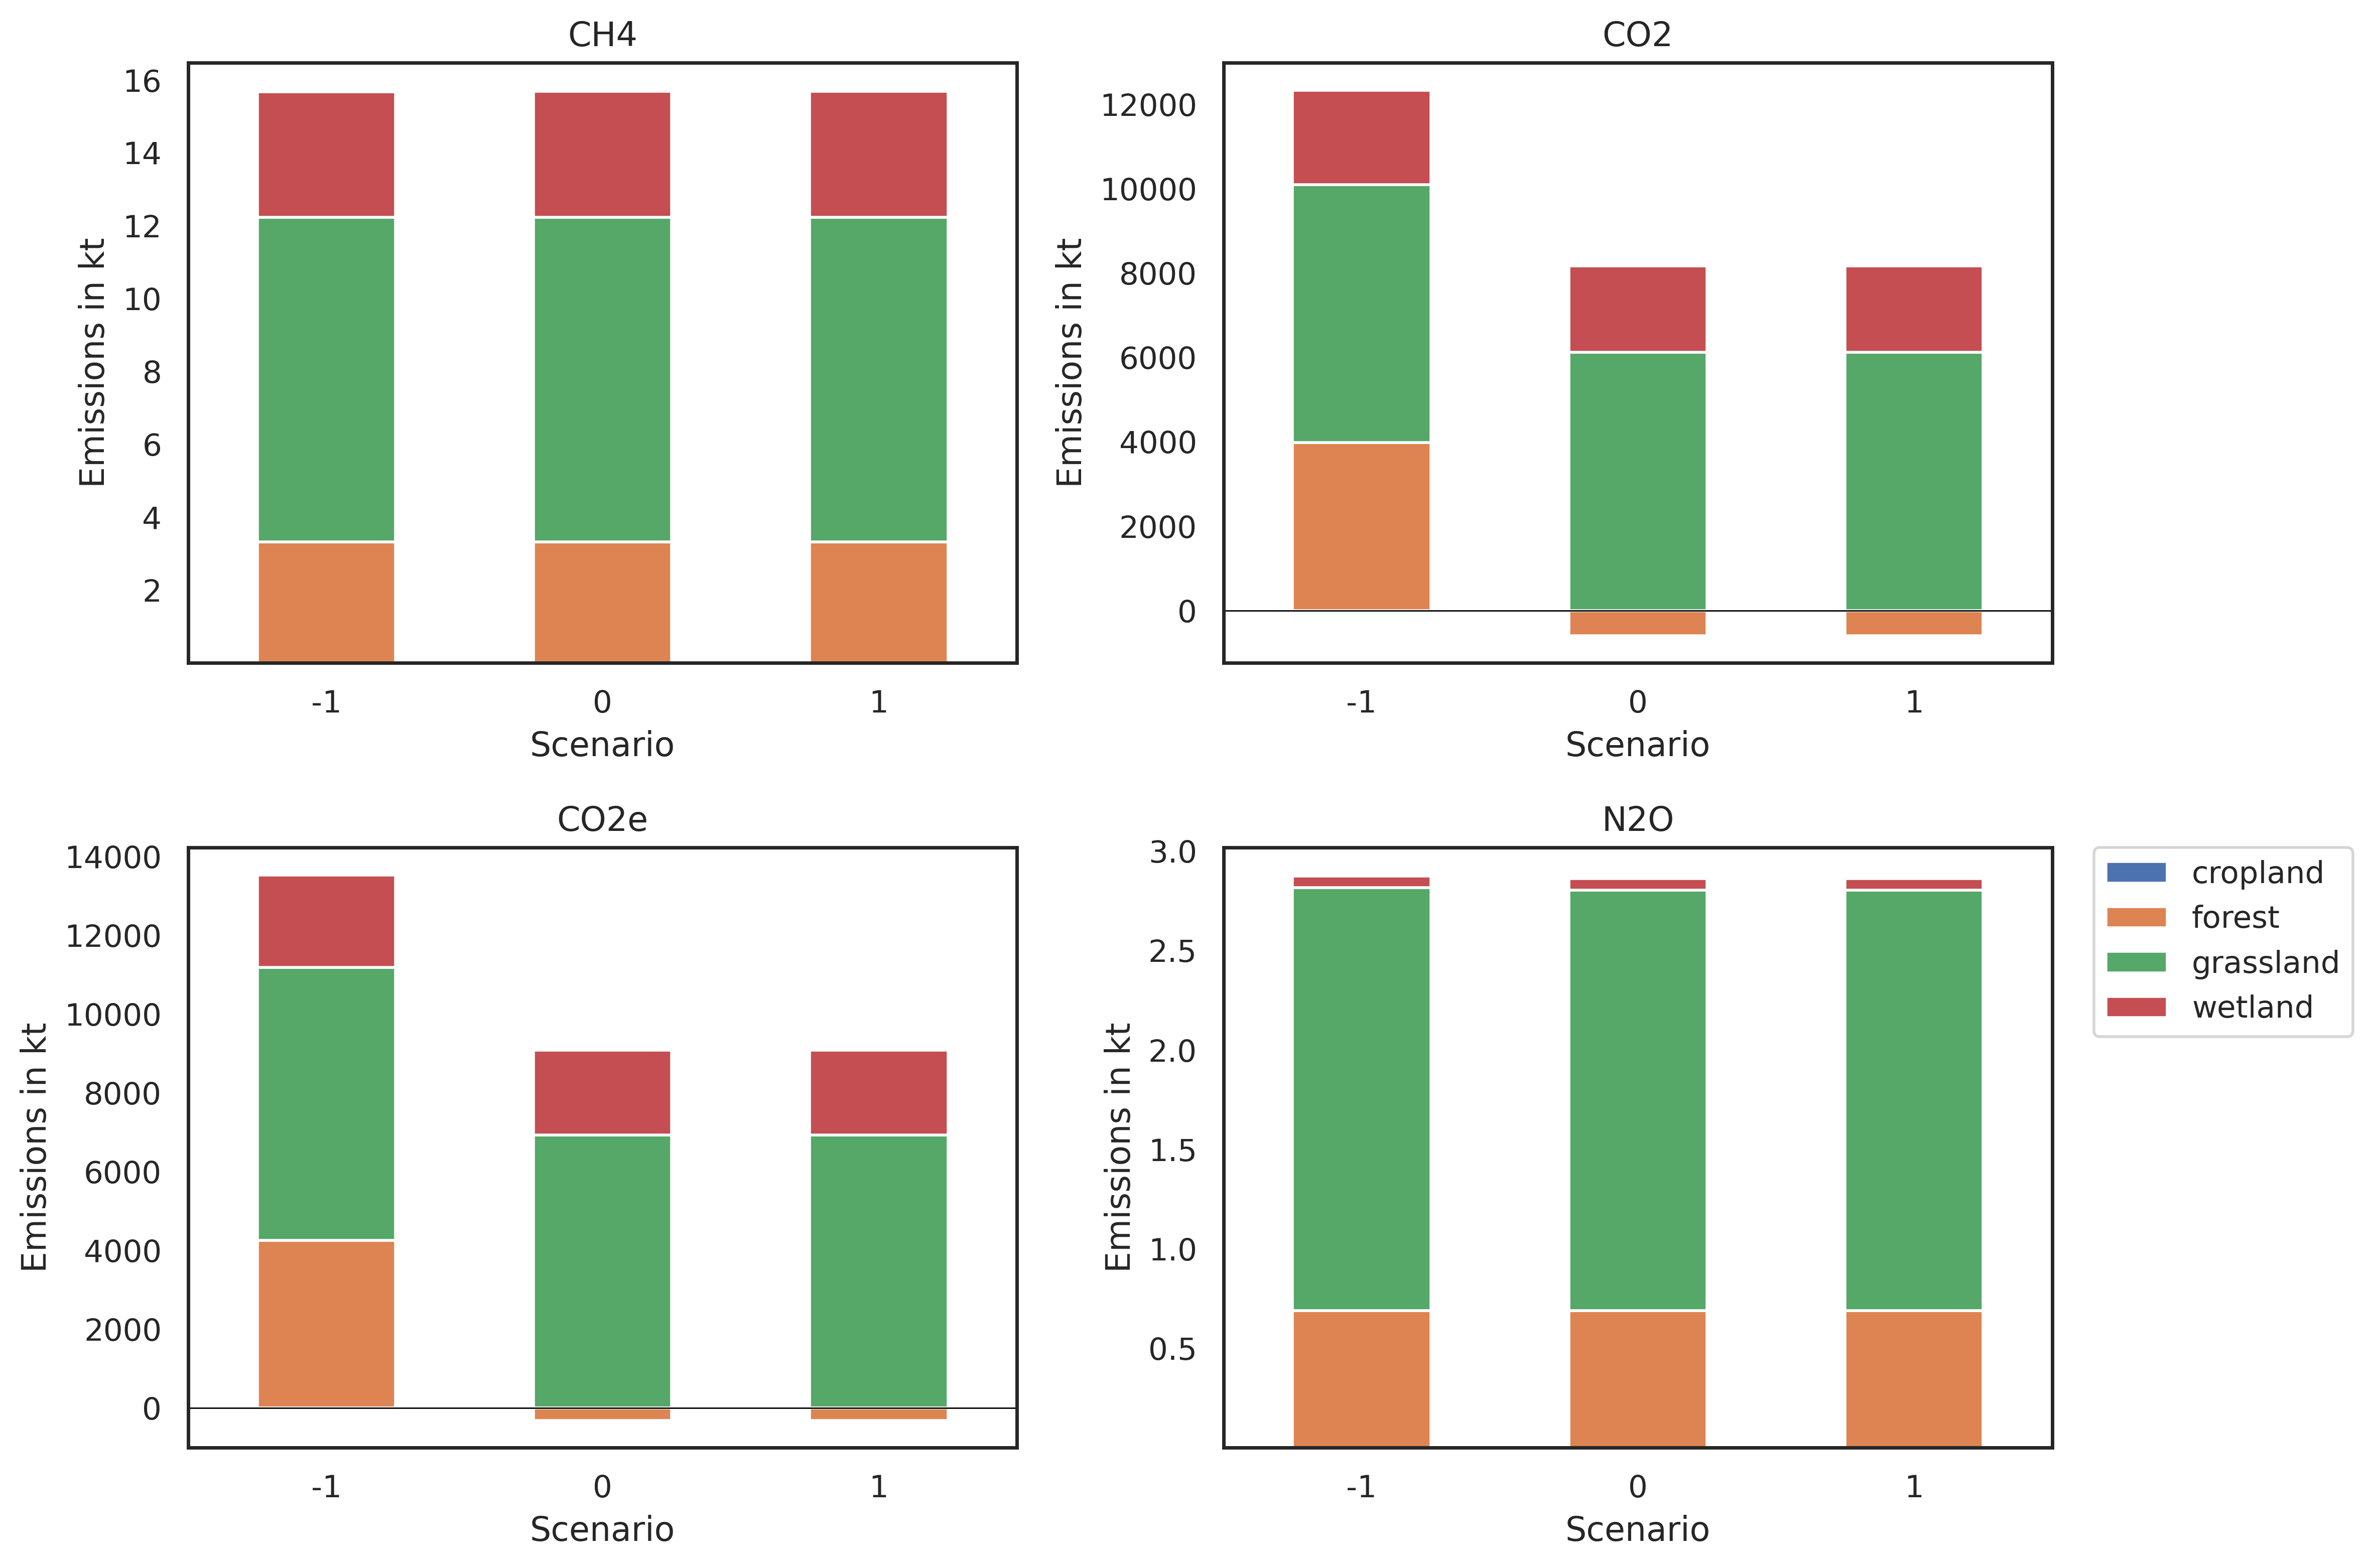 CH4
16
14
12
10
8
6
4
2
Emissions in kt
-1 0 1
Scenario
CO2
12000
10000
8000
6000
4000
2000
0
Emissions in kt
-1 0 1
Scenario
CO2e
14000
12000
10000
8000
6000
4000
2000
0
Emissions in kt
-1 0 1
Scenario
N2O
3.0
2.5
2.0
1.5
1.0
0.5
Emissions in kt
-1 0 1
Scenario
cropland
forest
grassland
wetland